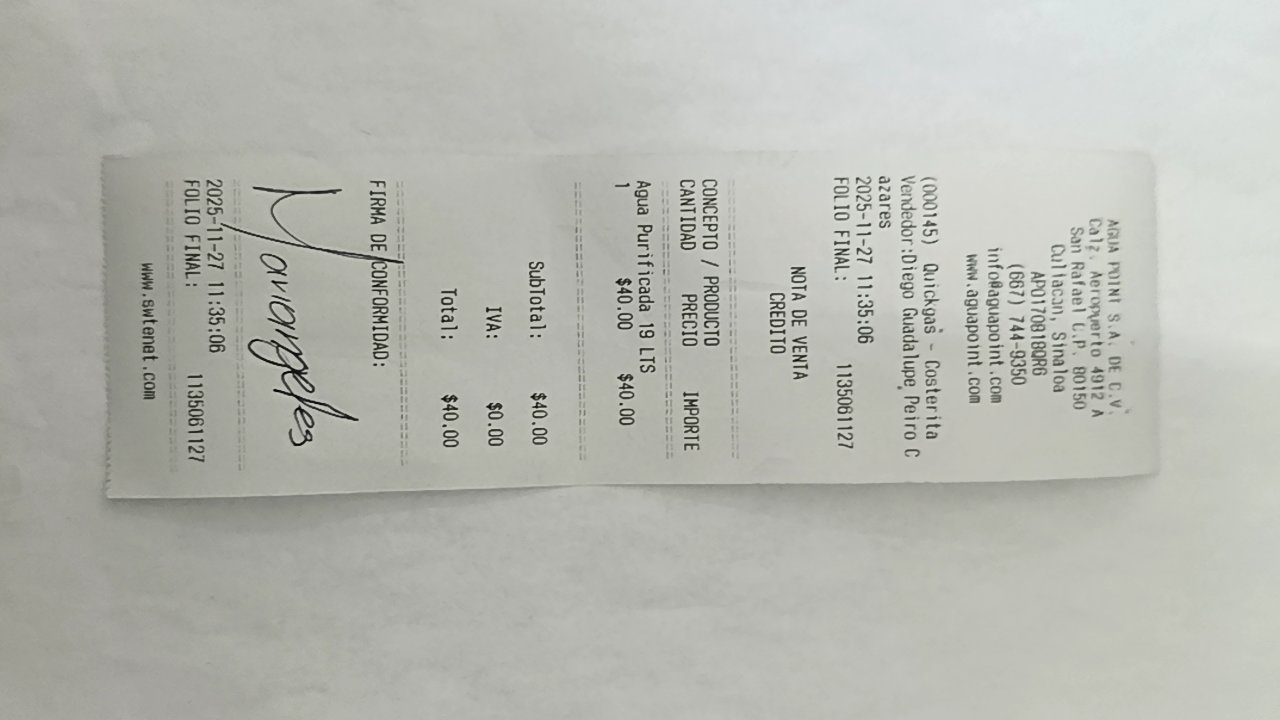 AGUA POINT S.A. DE C.V.
Calz. Aeropuerto 4912 A
San Rafael C.P. 80150
Culiacan, Sinaloa
APO170818QR6
(667) 744-9350
info@aguapoint.com
www.aguapoint.com
(000145) Quickgas - Costerita
Vendedor:Diego Guadalupe Peiro C
azares
2025-11-27 11:35:06
FOLIO FINAL: 1135061127
NOTA DE VENTA
CREDITO
CONCEPTO / PRODUCTO
CANTIDAD PRECIO IMPORTE
Agua Purificada 19 LTS
1 $40.00 $40.00
SubTotal: $40.00
IVA: $0.00
Total: $40.00
FIRMA DE CONFORMIDAD:
Mariangeles
2025-11-27 11:35:06
FOLIO FINAL: 1135061127
www.swtenet.com